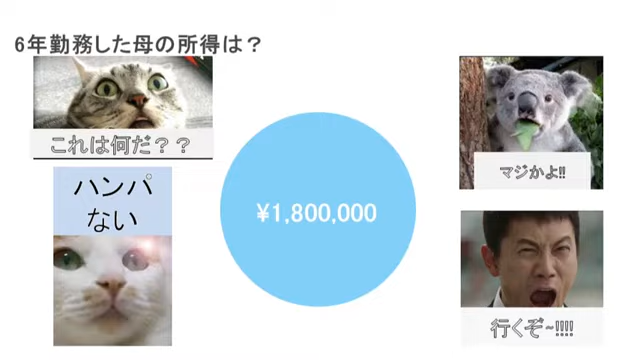 6年勤務した母の所得は？
これは何だ？？
マジかよ!!
ハンパ
ない
¥1,800,000
行くぞ~!!!!